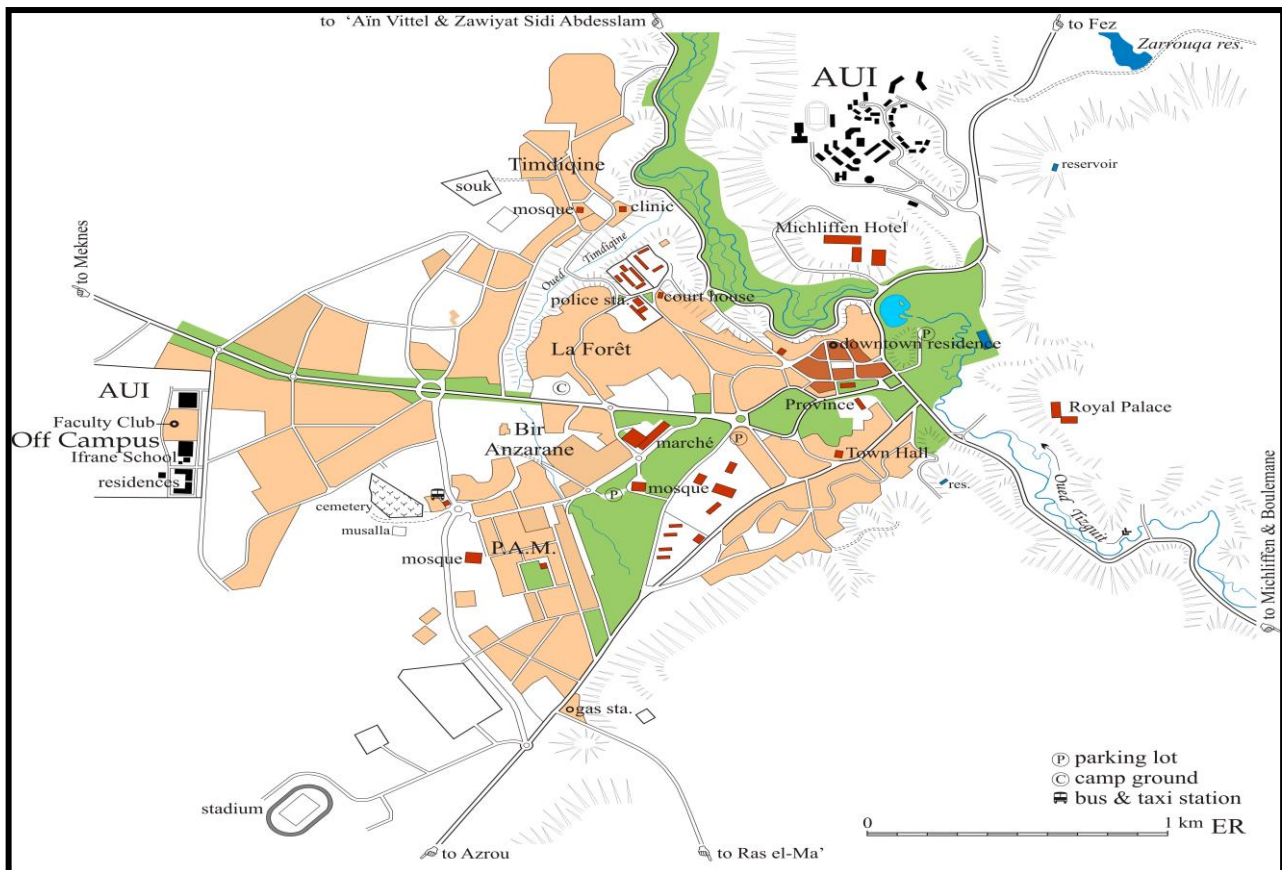 to ‘Aïn Vittel & Zawiyat Sidi Abdesslam
to Fez
Zarrouqa res.
AUI
Timdiqine
souk
reservoir
mosque
clinic
Michliffen Hotel
Oued Timdiqine
to Meknes
police sta.
court house
La Forêt
P
downtown residence
AUI
C
Faculty Club
Province
Royal Palace
Off Campus
Bir
Anzarane
marché
P
Ifrane School
Town Hall
residences
mosque
P
res.
cemetery
Oued Tizguit
musalla
mosque
P.A.M.
to Michliffen & Boulemane
gas sta.
P parking lot
C camp ground
bus & taxi station
stadium
0
1 km
ER
to Azrou
to Ras el-Ma’